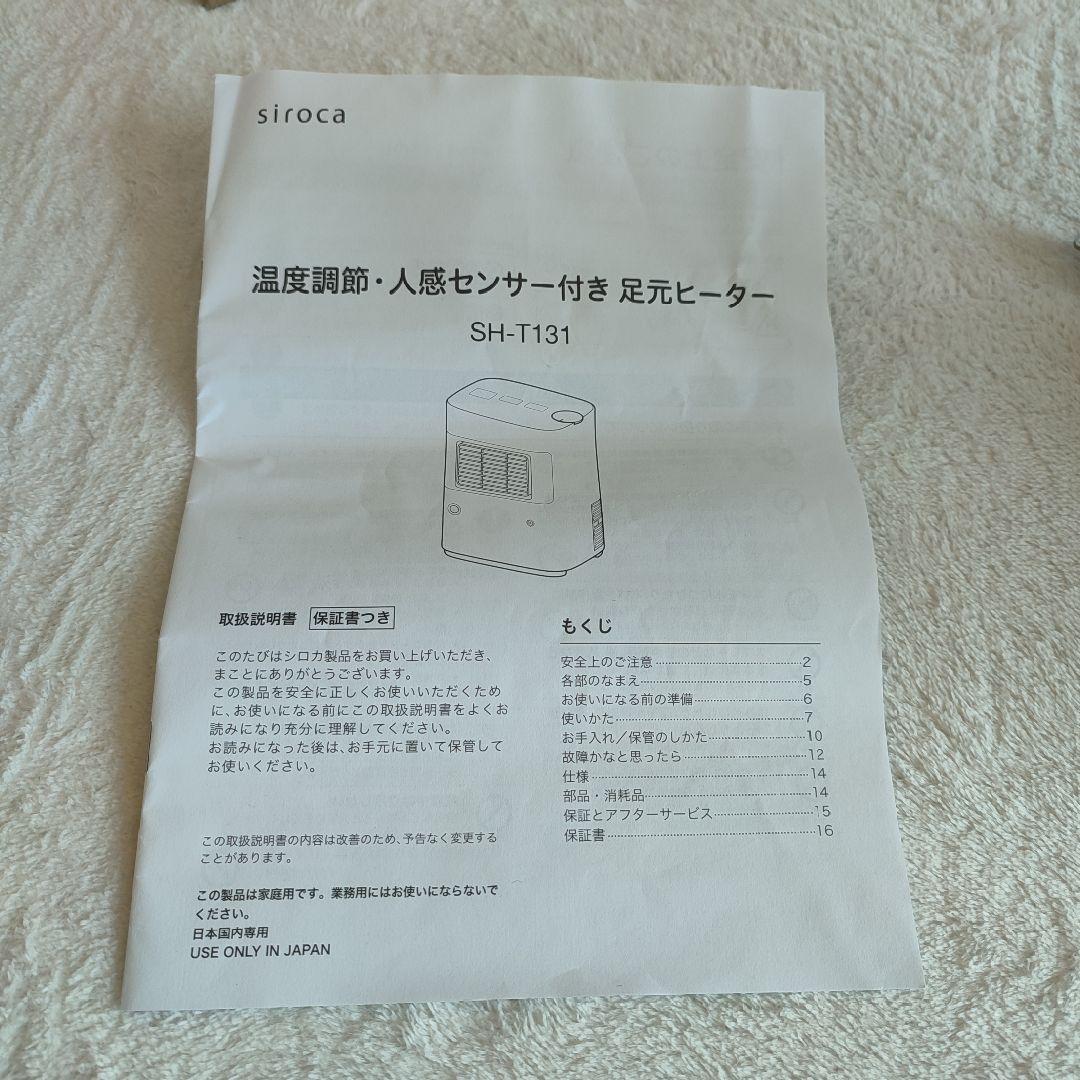 siroca
温度調節・人感センサー付き 足元ヒーター
SH-T131
取扱説明書 保証書つき
このたびはシロカ製品をお買い上げいただき、
まことにありがとうございます。
この製品を安全に正しくお使いいただくため
に、お使いになる前にこの取扱説明書をよくお
読みになり充分に理解してください。
お読みになった後は、お手元に置いて保管して
お使いください。
この取扱説明書の内容は改善のため、予告なく変更する
ことがあります。
この製品は家庭用です。業務用にはお使いにならないで
ください。
日本国内専用
USE ONLY IN JAPAN
もくじ
安全上のご注意 2
各部のなまえ 5
お使いになる前の準備 6
使いかた 7
お手入れ／保管のしかた 10
故障かなと思ったら 12
仕様 14
部品・消耗品 14
保証とアフターサービス 15
保証書 16